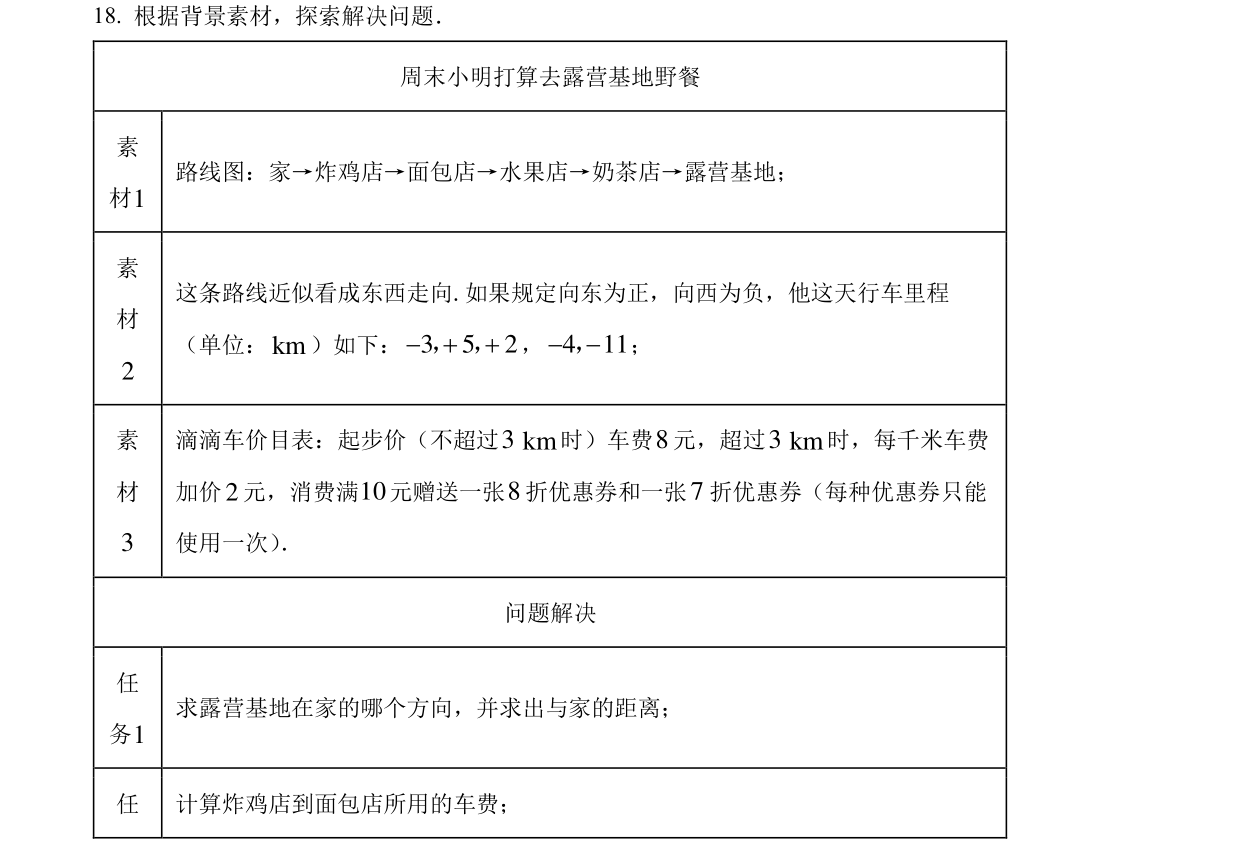 18. 根据背景素材，探索解决问题．
周末小明打算去露营基地野餐
素
材1
路线图：家→炸鸡店→面包店→水果店→奶茶店→露营基地；
素
材
2
这条路线近似看成东西走向. 如果规定向东为正，向西为负，他这天行车里程
（单位：km）如下：−3,+5,+2，−4,−11；
素
材
3
滴滴车价目表：起步价（不超过3 km时）车费8元，超过3 km时，每千米车费
加价2元，消费满10元赠送一张8折优惠券和一张7折优惠券（每种优惠券只能
使用一次）．
问题解决
任
务1
求露营基地在家的哪个方向，并求出与家的距离；
任
计算炸鸡店到面包店所用的车费；